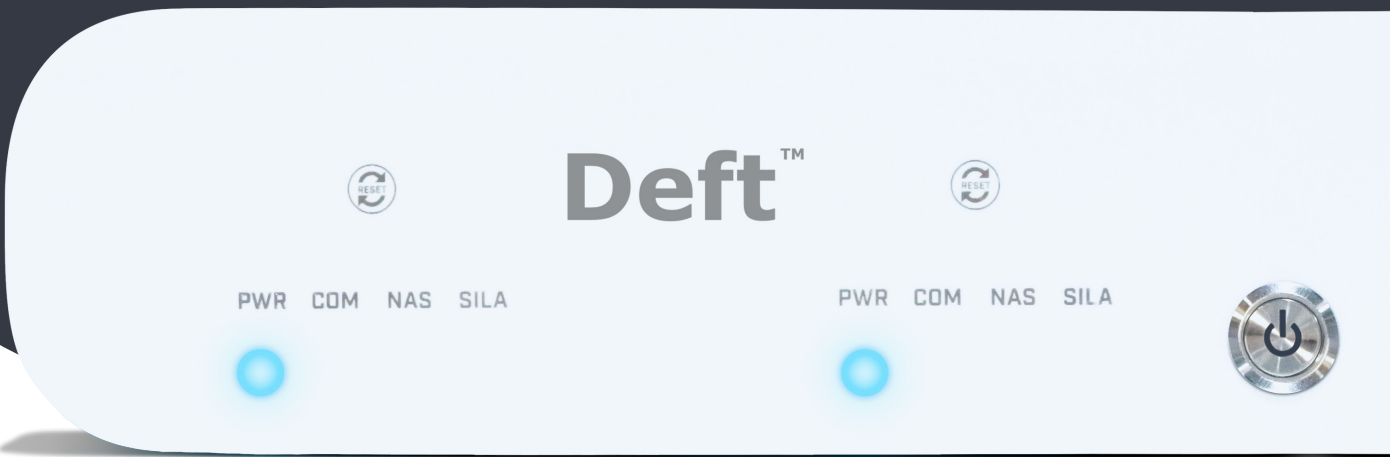 Deft™
RESET
RESET
PWR COM NAS SILA
PWR COM NAS SILA